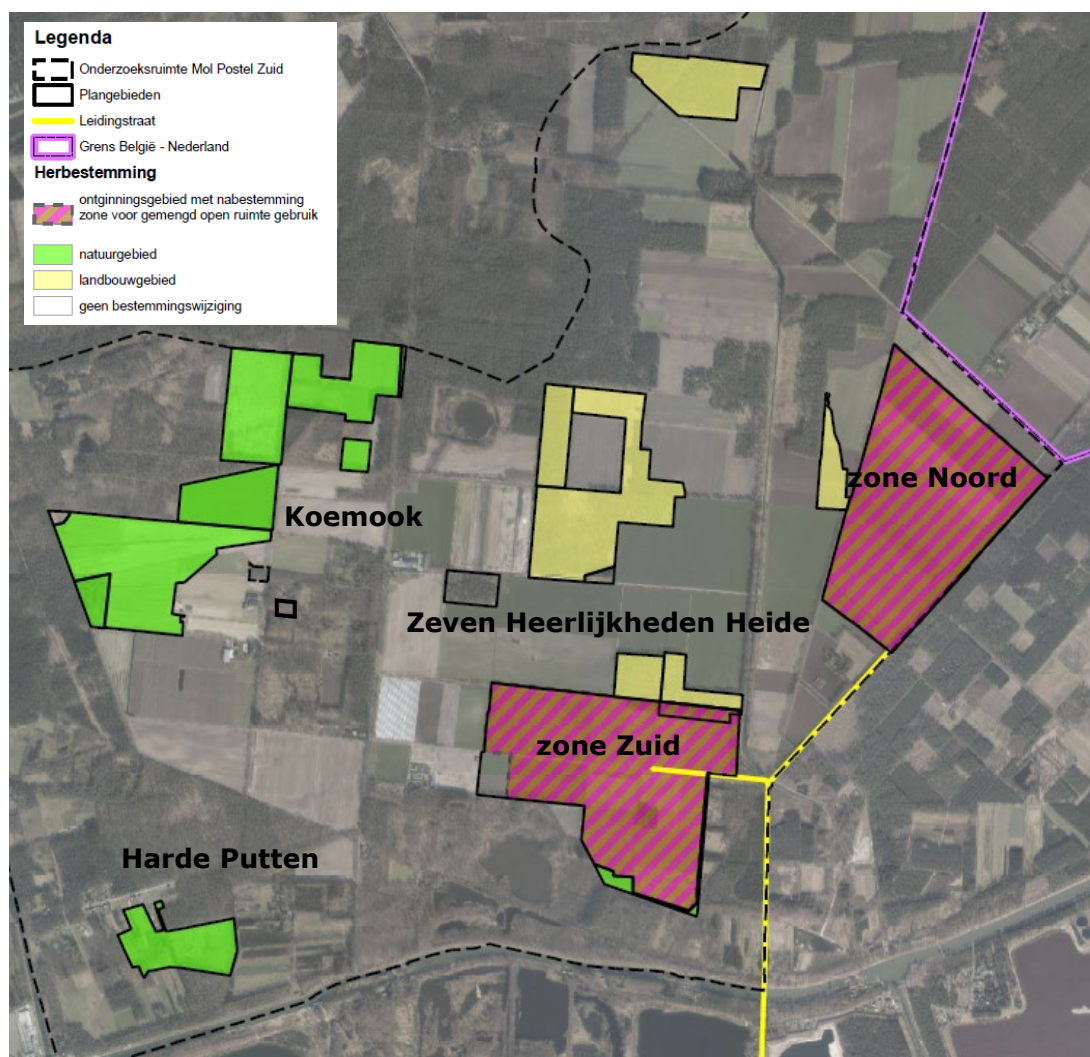 Legenda
Onderzoeksruimte Mol Postel Zuid
Plangebieden
Leidingstraat
Grens België - Nederland
Herbestemming
ontginningsgebied met nabestemming
zone voor gemengd open ruimte gebruik
natuurgebied
landbouwgebied
geen bestemmingswijziging
zone Noord
Koemook
Zeven Heerlijkheden Heide
zone Zuid
Harde Putten